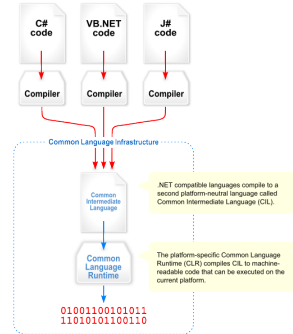 C# code
VB.NET code
J# code
Compiler
Compiler
Compiler
Common Language Infrastructure
Common
Intermediate
Language
.NET compatible languages compile to a
second platform-neutral language called
Common Intermediate Language (CIL).
Common
Language
Runtime
The platform-specific Common Language
Runtime (CLR) compiles CIL to machine-
readable code that can be executed on the
current platform.
01001100101011
11010101100110